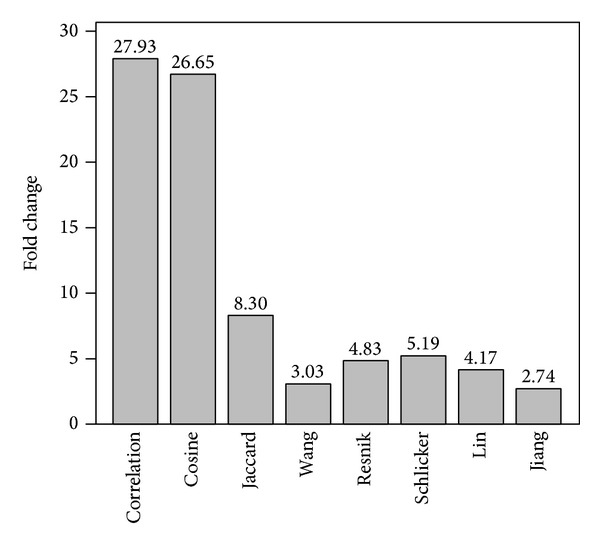 Fold change
30
25
20
15
10
5
0
27.93
26.65
8.30
3.03
4.83
5.19
4.17
2.74
Correlation
Cosine
Jaccard
Wang
Resnik
Schlicker
Lin
Jiang